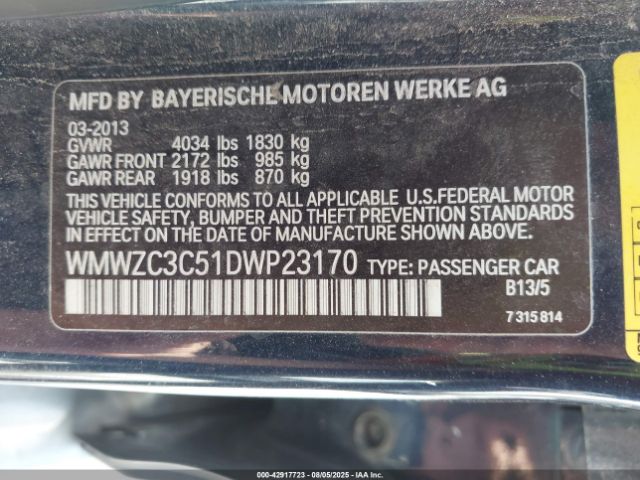 MFD BY BAYERISCHE MOTOREN WERKE AG
03-2013
GVWR 4034 lbs 1830 kg
GAWR FRONT 2172 lbs 985 kg
GAWR REAR 1918 lbs 870 kg
THIS VEHICLE CONFORMS TO ALL APPLICABLE U.S.FEDERAL MOTOR
VEHICLE SAFETY, BUMPER AND THEFT PREVENTION STANDARDS
IN EFFECT ON THE DATE OF MANUFACTURE SHOWN ABOVE.
WMWZC3C51DWP23170 TYPE: PASSENGER CAR
B13/5
7 315 814
000-42917723 - 08/05/2025 - IAA Inc.